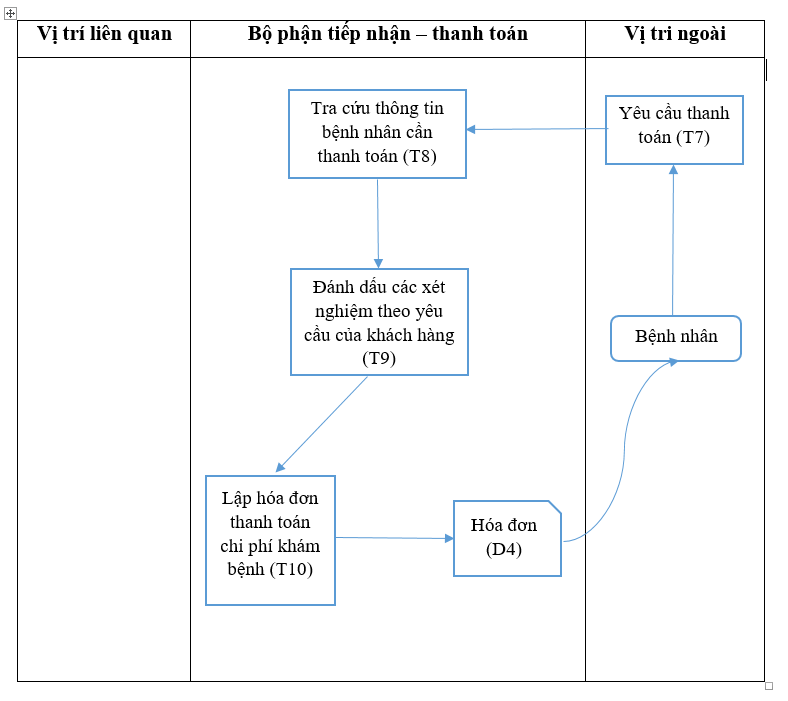 Vị trí liên quan
Bộ phận tiếp nhận – thanh toán
Vị tri ngoài
Tra cứu thông tin
bệnh nhân cần
thanh toán (T8)
Yêu cầu thanh
toán (T7)
Đánh dấu các xét
nghiệm theo yêu
cầu của khách hàng
(T9)
Bệnh nhân
Lập hóa đơn
thanh toán
chi phí khám
bệnh (T10)
Hóa đơn
(D4)